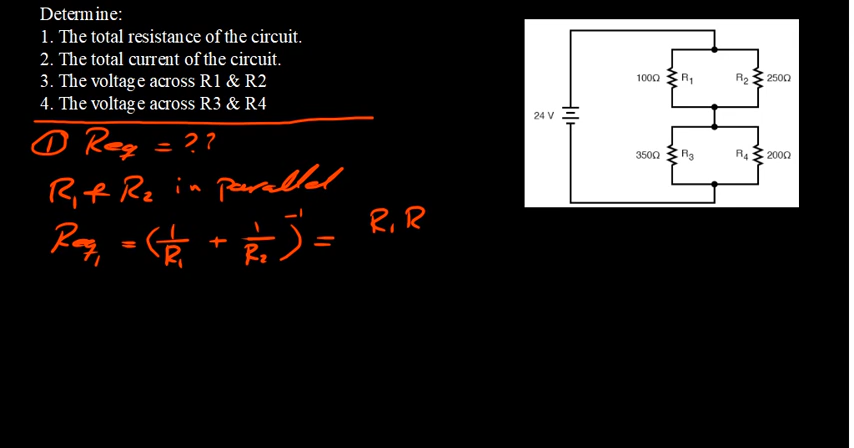 Determine:
1. The total resistance of the circuit.
2. The total current of the circuit.
3. The voltage across R1 & R2
4. The voltage across R3 & R4
① Req = ??
R₁ & R₂ in parallel
Req₁ = (1/R₁ + 1/R₂)⁻¹ = R₁ R
100Ω R₁ R₂ 250Ω
24 V
350Ω R₃ R₄ 200Ω